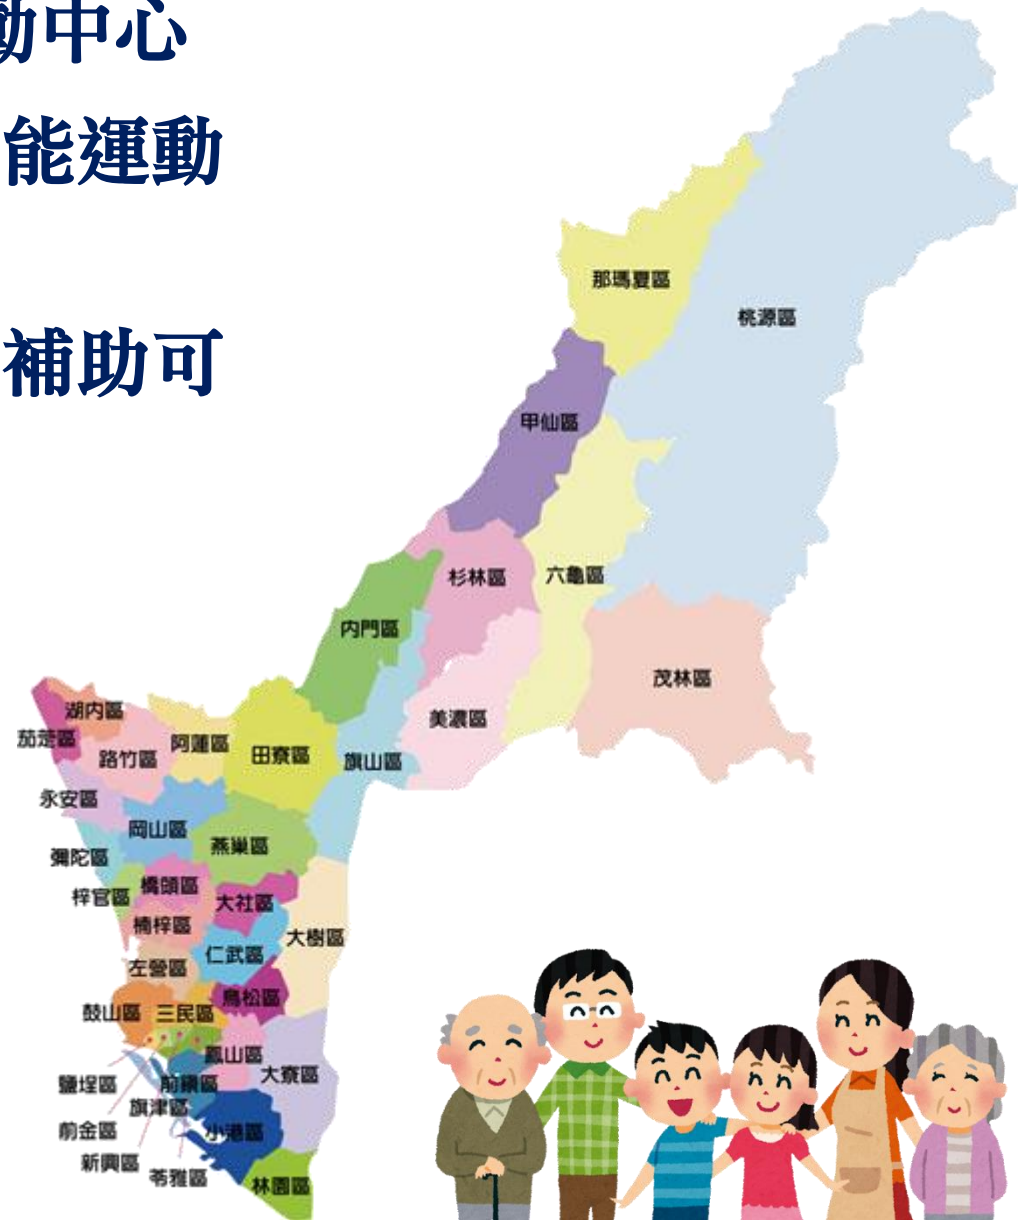 動中心
能運動
補助可
那瑪夏區
桃源區
甲仙區
杉林區
六龜區
內門區
茂林區
美濃區
湖內區
茄萣區
阿蓮區
路竹區
田寮區
旗山區
永安區
岡山區
燕巢區
彌陀區
橋頭區
梓官區
大社區
楠梓區
大樹區
仁武區
左營區
鳥松區
鼓山區
三民區
鳳山區
大寮區
鹽埕區
前鎮區
旗津區
前金區
小港區
新興區
苓雅區
林園區